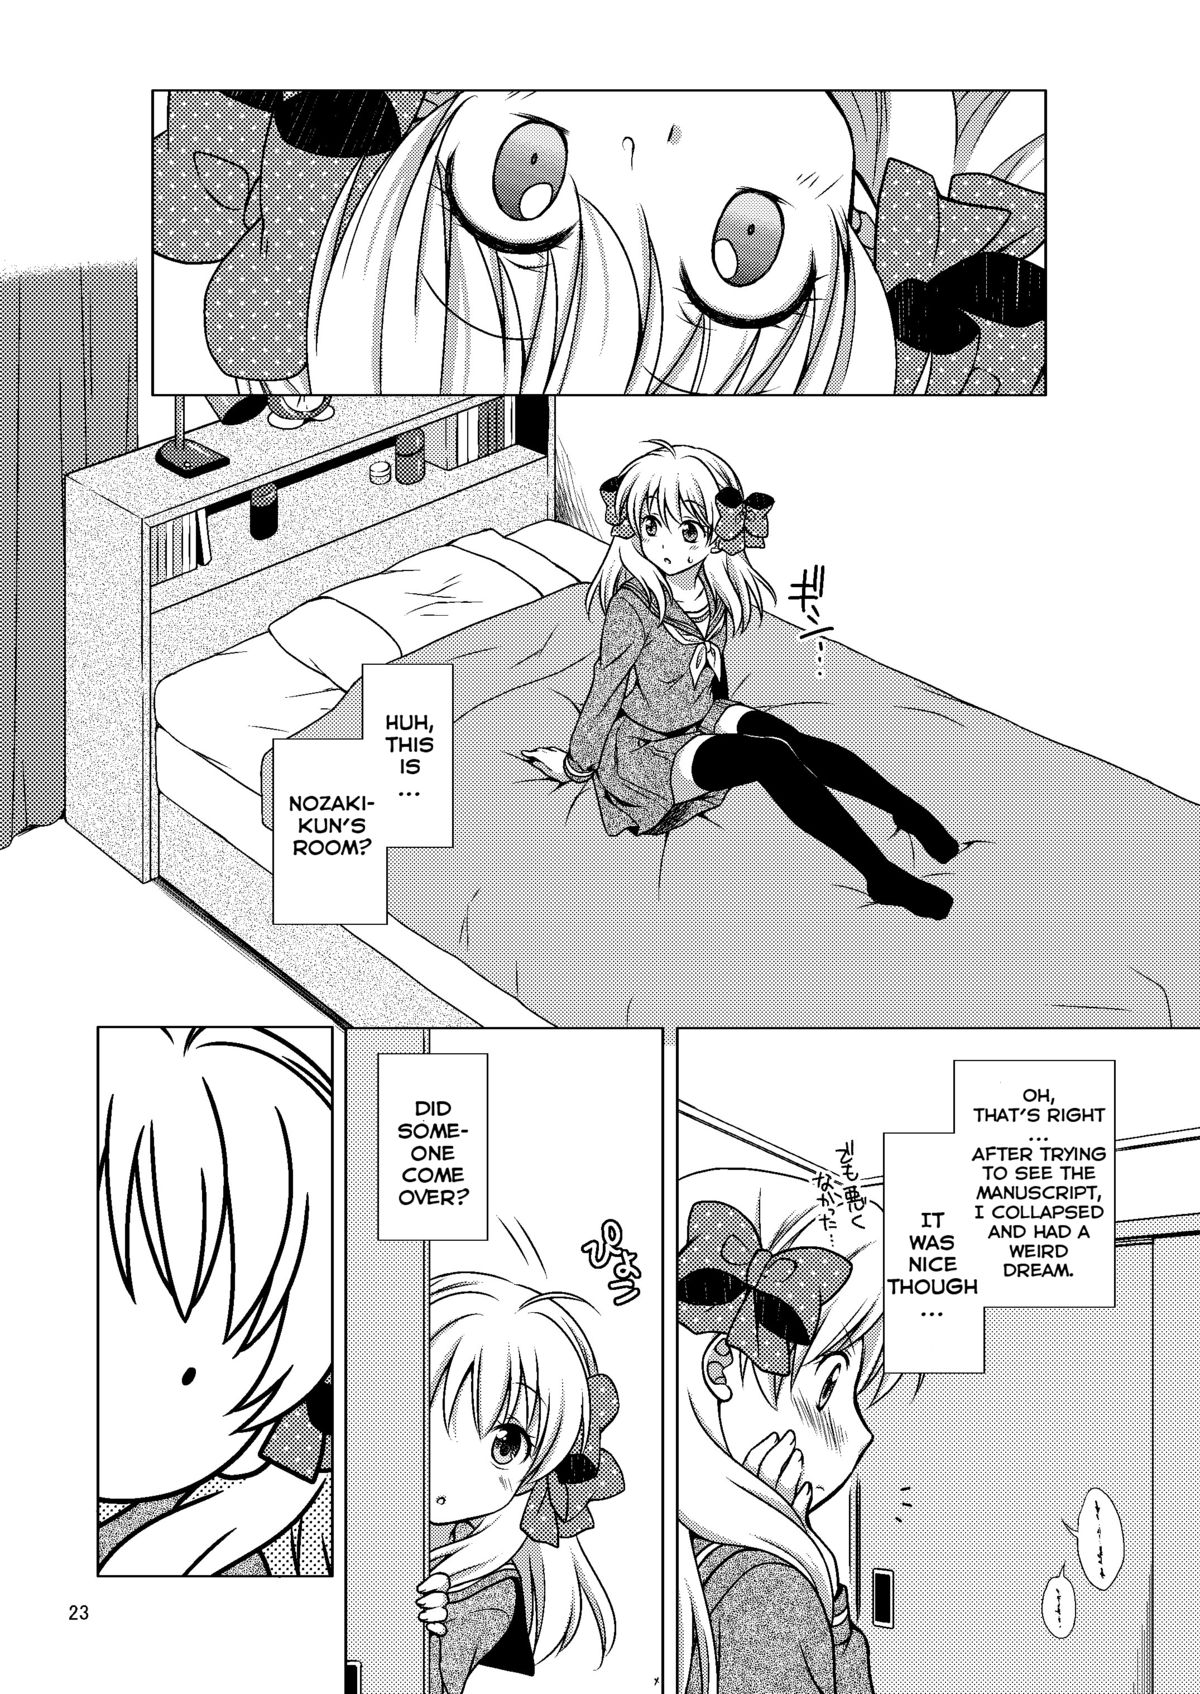 ギシ…
HUH,
THIS
IS
...
NOZAKI-
KUN'S
ROOM?
OH,
THAT'S RIGHT
...
AFTER TRYING
TO SEE THE
MANUSCRIPT,
I COLLAPSED
AND HAD A
WEIRD
DREAM.
IT
WAS
NICE
THOUGH
...
でも悪く
なかった…
DID
SOME-
ONE
COME
OVER?
ぴょこ
23